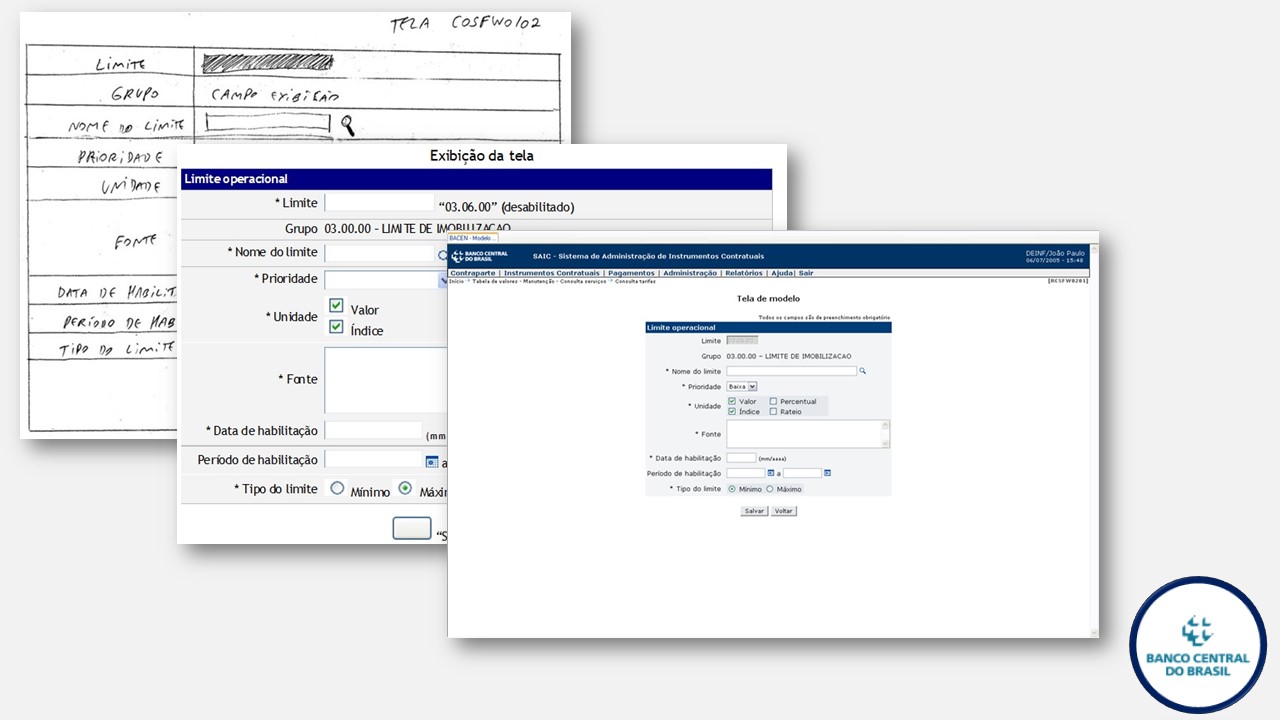 TELA COSFW0102
LIMITE
GRUPO CAMPO EXIBICÃO
NOME DO LIMITE
PRIORIDADE
UNIDADE
FONTE
DATA DE HABILIT
PERÍODO DE HAB
TIPO DO LIMITE
Exibição da tela
Limite operacional
* Limite "03.06.00" (desabilitado)
Grupo 03.00.00 - LIMITE DE IMOBILIZACAO
* Nome do limite
* Prioridade
* Unidade
Valor
Índice
* Fonte
* Data de habilitação (mm
Período de habilitação a
* Tipo do limite Mínimo Máxi
"S
BACEN - Modelo...
BANCO CENTRAL
DO BRASIL
SAIC - Sistema de Administração de Instrumentos Contratuais
DEINF/João Paulo
06/07/2005 - 15:48
Contraparte | Instrumentos Contratuais | Pagamentos | Administração | Relatórios | Ajuda | Sair
Início Tabela de valores - Manutenção - Consulta serviços Consulta tarifas [RCSFW0201]
Tela de modelo
Todos os campos são de preenchimento obrigatório
Limite operacional
Limite
Grupo 03.00.00 – LIMITE DE IMOBILIZACAO
* Nome do limite
* Prioridade Baixa
* Unidade Valor Percentual
Índice Rateio
* Fonte
* Data de habilitação (mm/aaaa)
Período de habilitação a
* Tipo do limite Mínimo Máximo
Salvar Voltar
BANCO CENTRAL
DO BRASIL